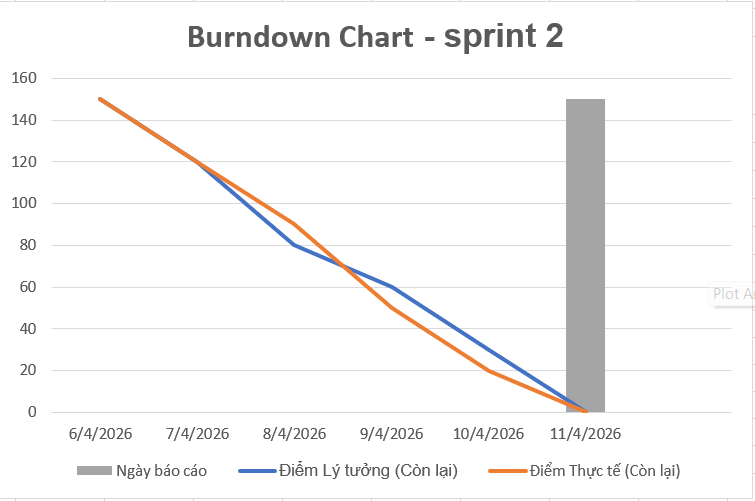 Burndown Chart - sprint 2
160
140
120
100
80
60
40
20
0
Plot A
6/4/2026 7/4/2026 8/4/2026 9/4/2026 10/4/2026 11/4/2026
Ngày báo cáo Điểm Lý tưởng (Còn lại) Điểm Thực tế (Còn lại)